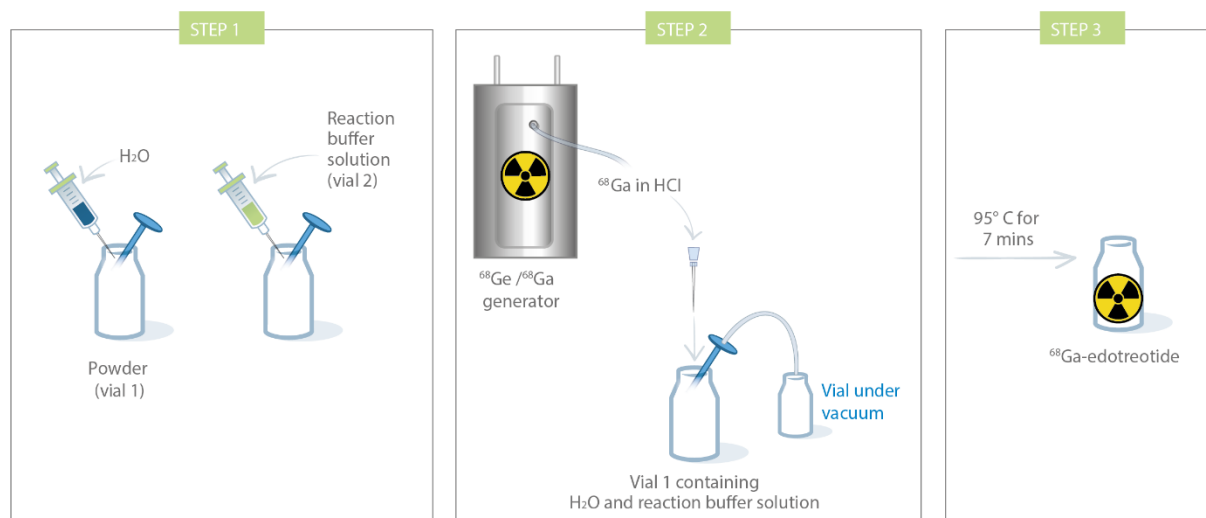 STEP 1
H₂O
Reaction
buffer
solution
(vial 2)
Powder
(vial 1)
STEP 2
⁶⁸Ga in HCl
⁶⁸Ge /⁶⁸Ga
generator
Vial under
vacuum
Vial 1 containing
H₂O and reaction buffer solution
STEP 3
95° C for
7 mins
⁶⁸Ga-edotreotide